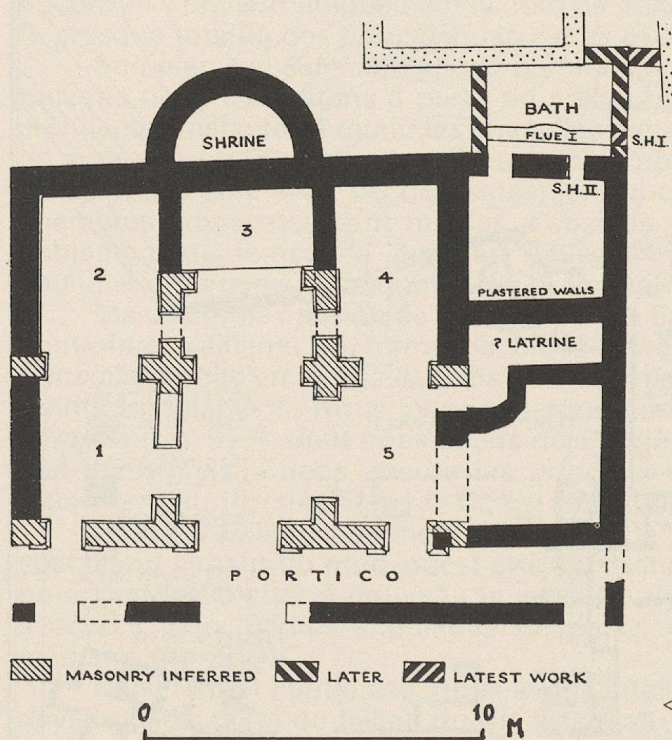 BATH
SHRINE
FLUE I
S.H.I.
S.H.II.
3
2
4
PLASTERED WALLS
? LATRINE
1
5
PORTICO
MASONRY INFERRED
LATER
LATEST WORK
0
10 M